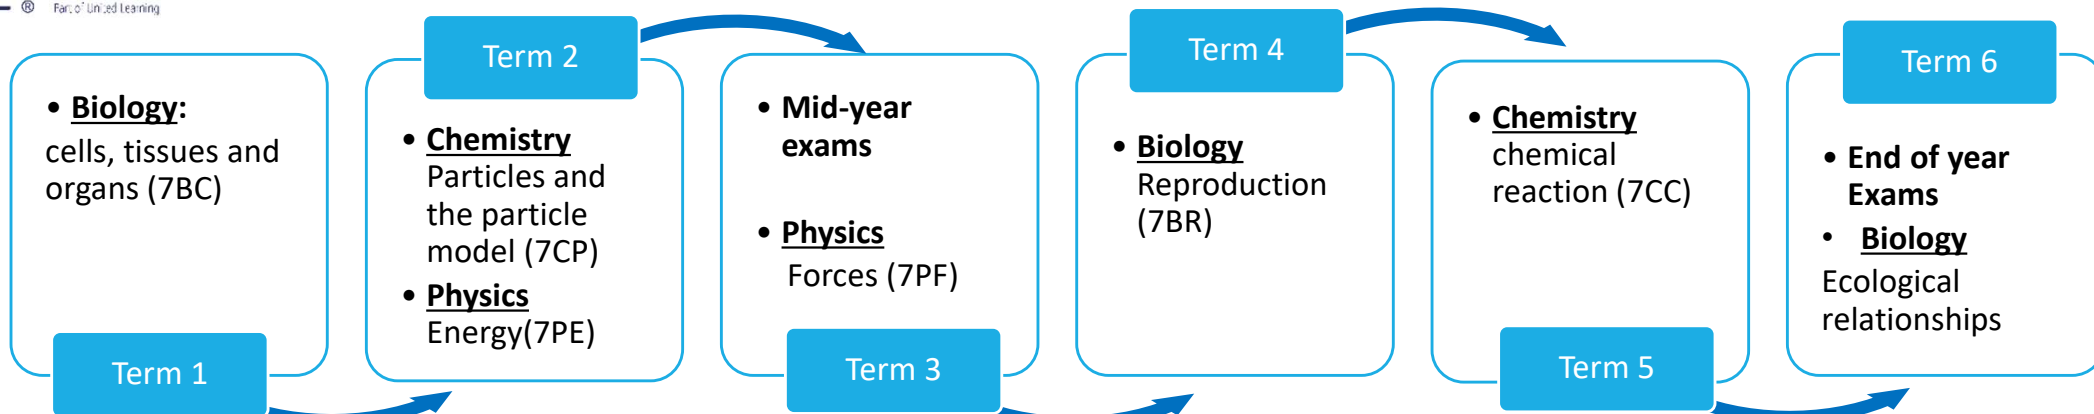 ® Part of United Learning
• Biology:
cells, tissues and
organs (7BC)
Term 1
Term 2
• Chemistry
Particles and
the particle
model (7CP)
• Physics
Energy(7PE)
• Mid-year
exams
• Physics
Forces (7PF)
Term 3
Term 4
• Biology
Reproduction
(7BR)
• Chemistry
chemical
reaction (7CC)
Term 5
Term 6
• End of year
Exams
• Biology
Ecological
relationships